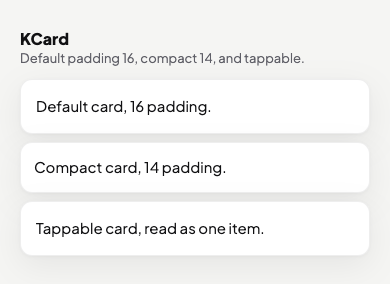 KCard
Default padding 16, compact 14, and tappable.
Default card, 16 padding.
Compact card, 14 padding.
Tappable card, read as one item.